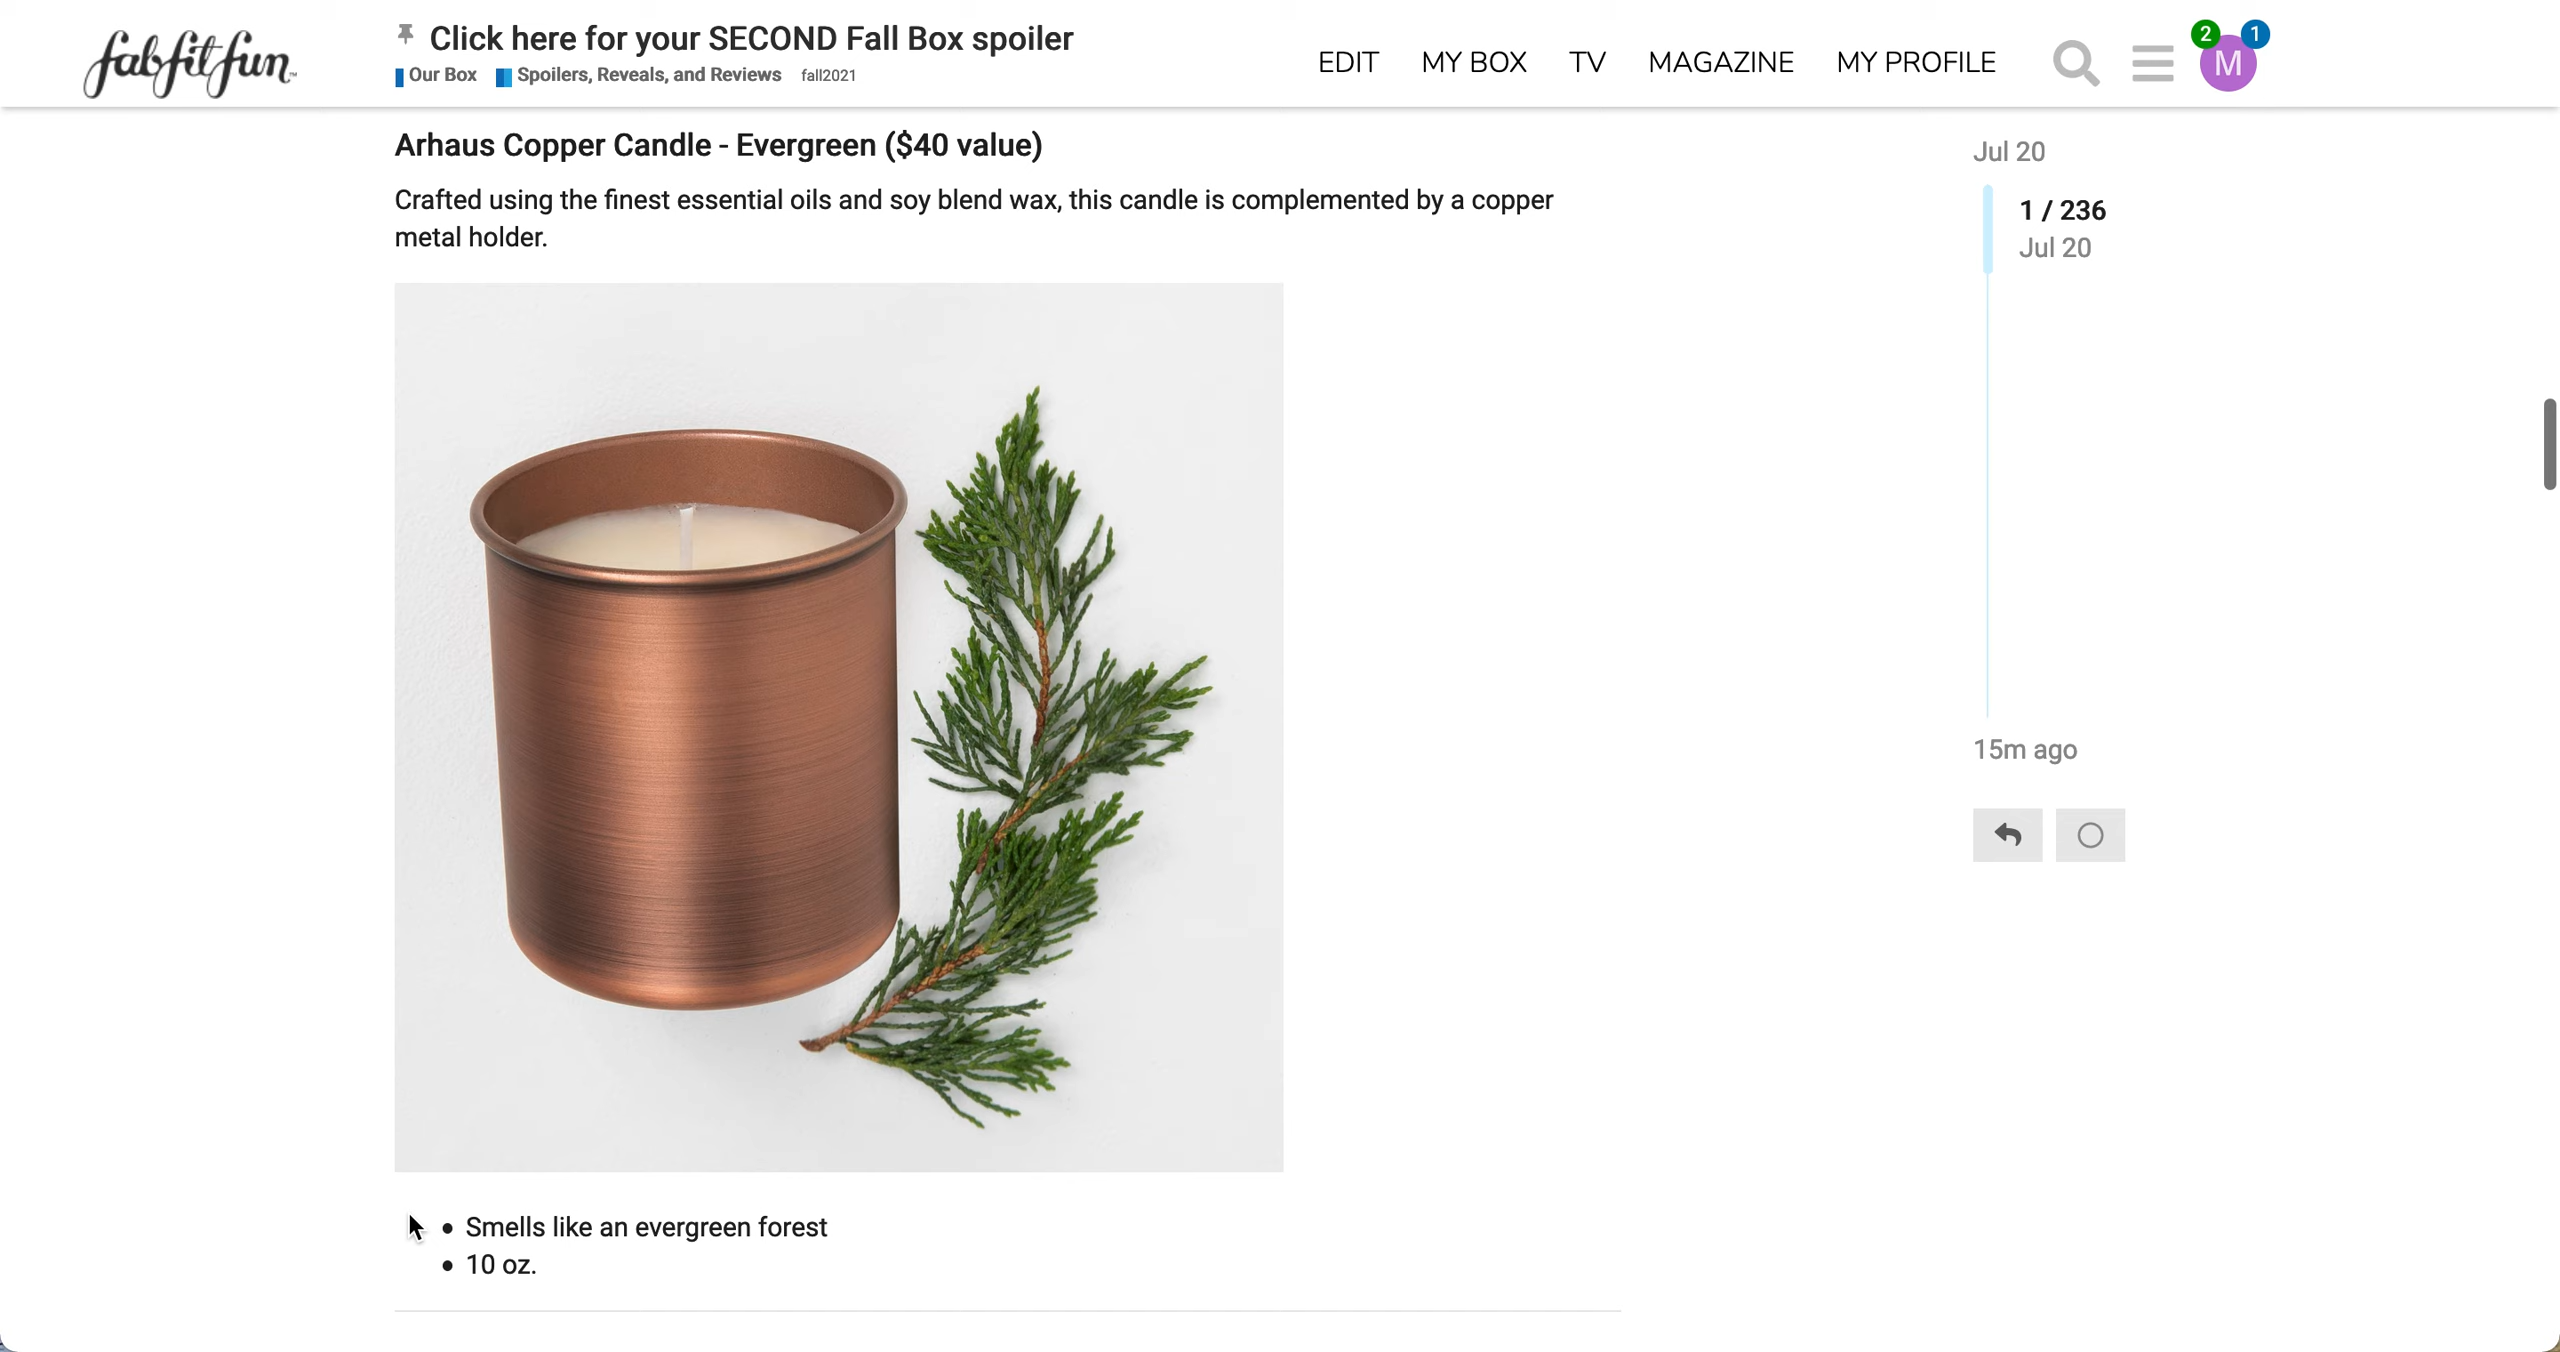 fabfitfun
Click here for your SECOND Fall Box spoiler
Our Box Spoilers, Reveals, and Reviews fall2021
EDIT MY BOX TV MAGAZINE MY PROFILE
2 1
M
Arhaus Copper Candle - Evergreen ($40 value)
Crafted using the finest essential oils and soy blend wax, this candle is complemented by a copper
metal holder.
Jul 20
1 / 236
Jul 20
15m ago
Smells like an evergreen forest
10 oz.